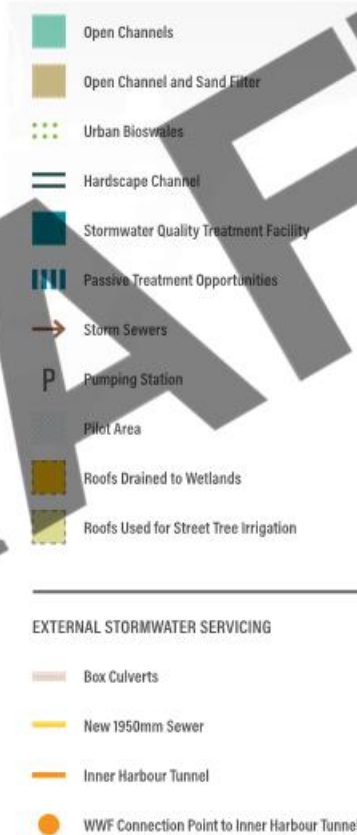 Open Channels
Open Channel and Sand Filter
Urban Bioswales
Hardscape Channel
Stormwater Quality Treatment Facility
Passive Treatment Opportunities
Storm Sewers
P Pumping Station
Pilot Area
Roofs Drained to Wetlands
Roofs Used for Street Tree Irrigation
EXTERNAL STORMWATER SERVICING
Box Culverts
New 1950mm Sewer
Inner Harbour Tunnel
WWF Connection Point to Inner Harbour Tunnel